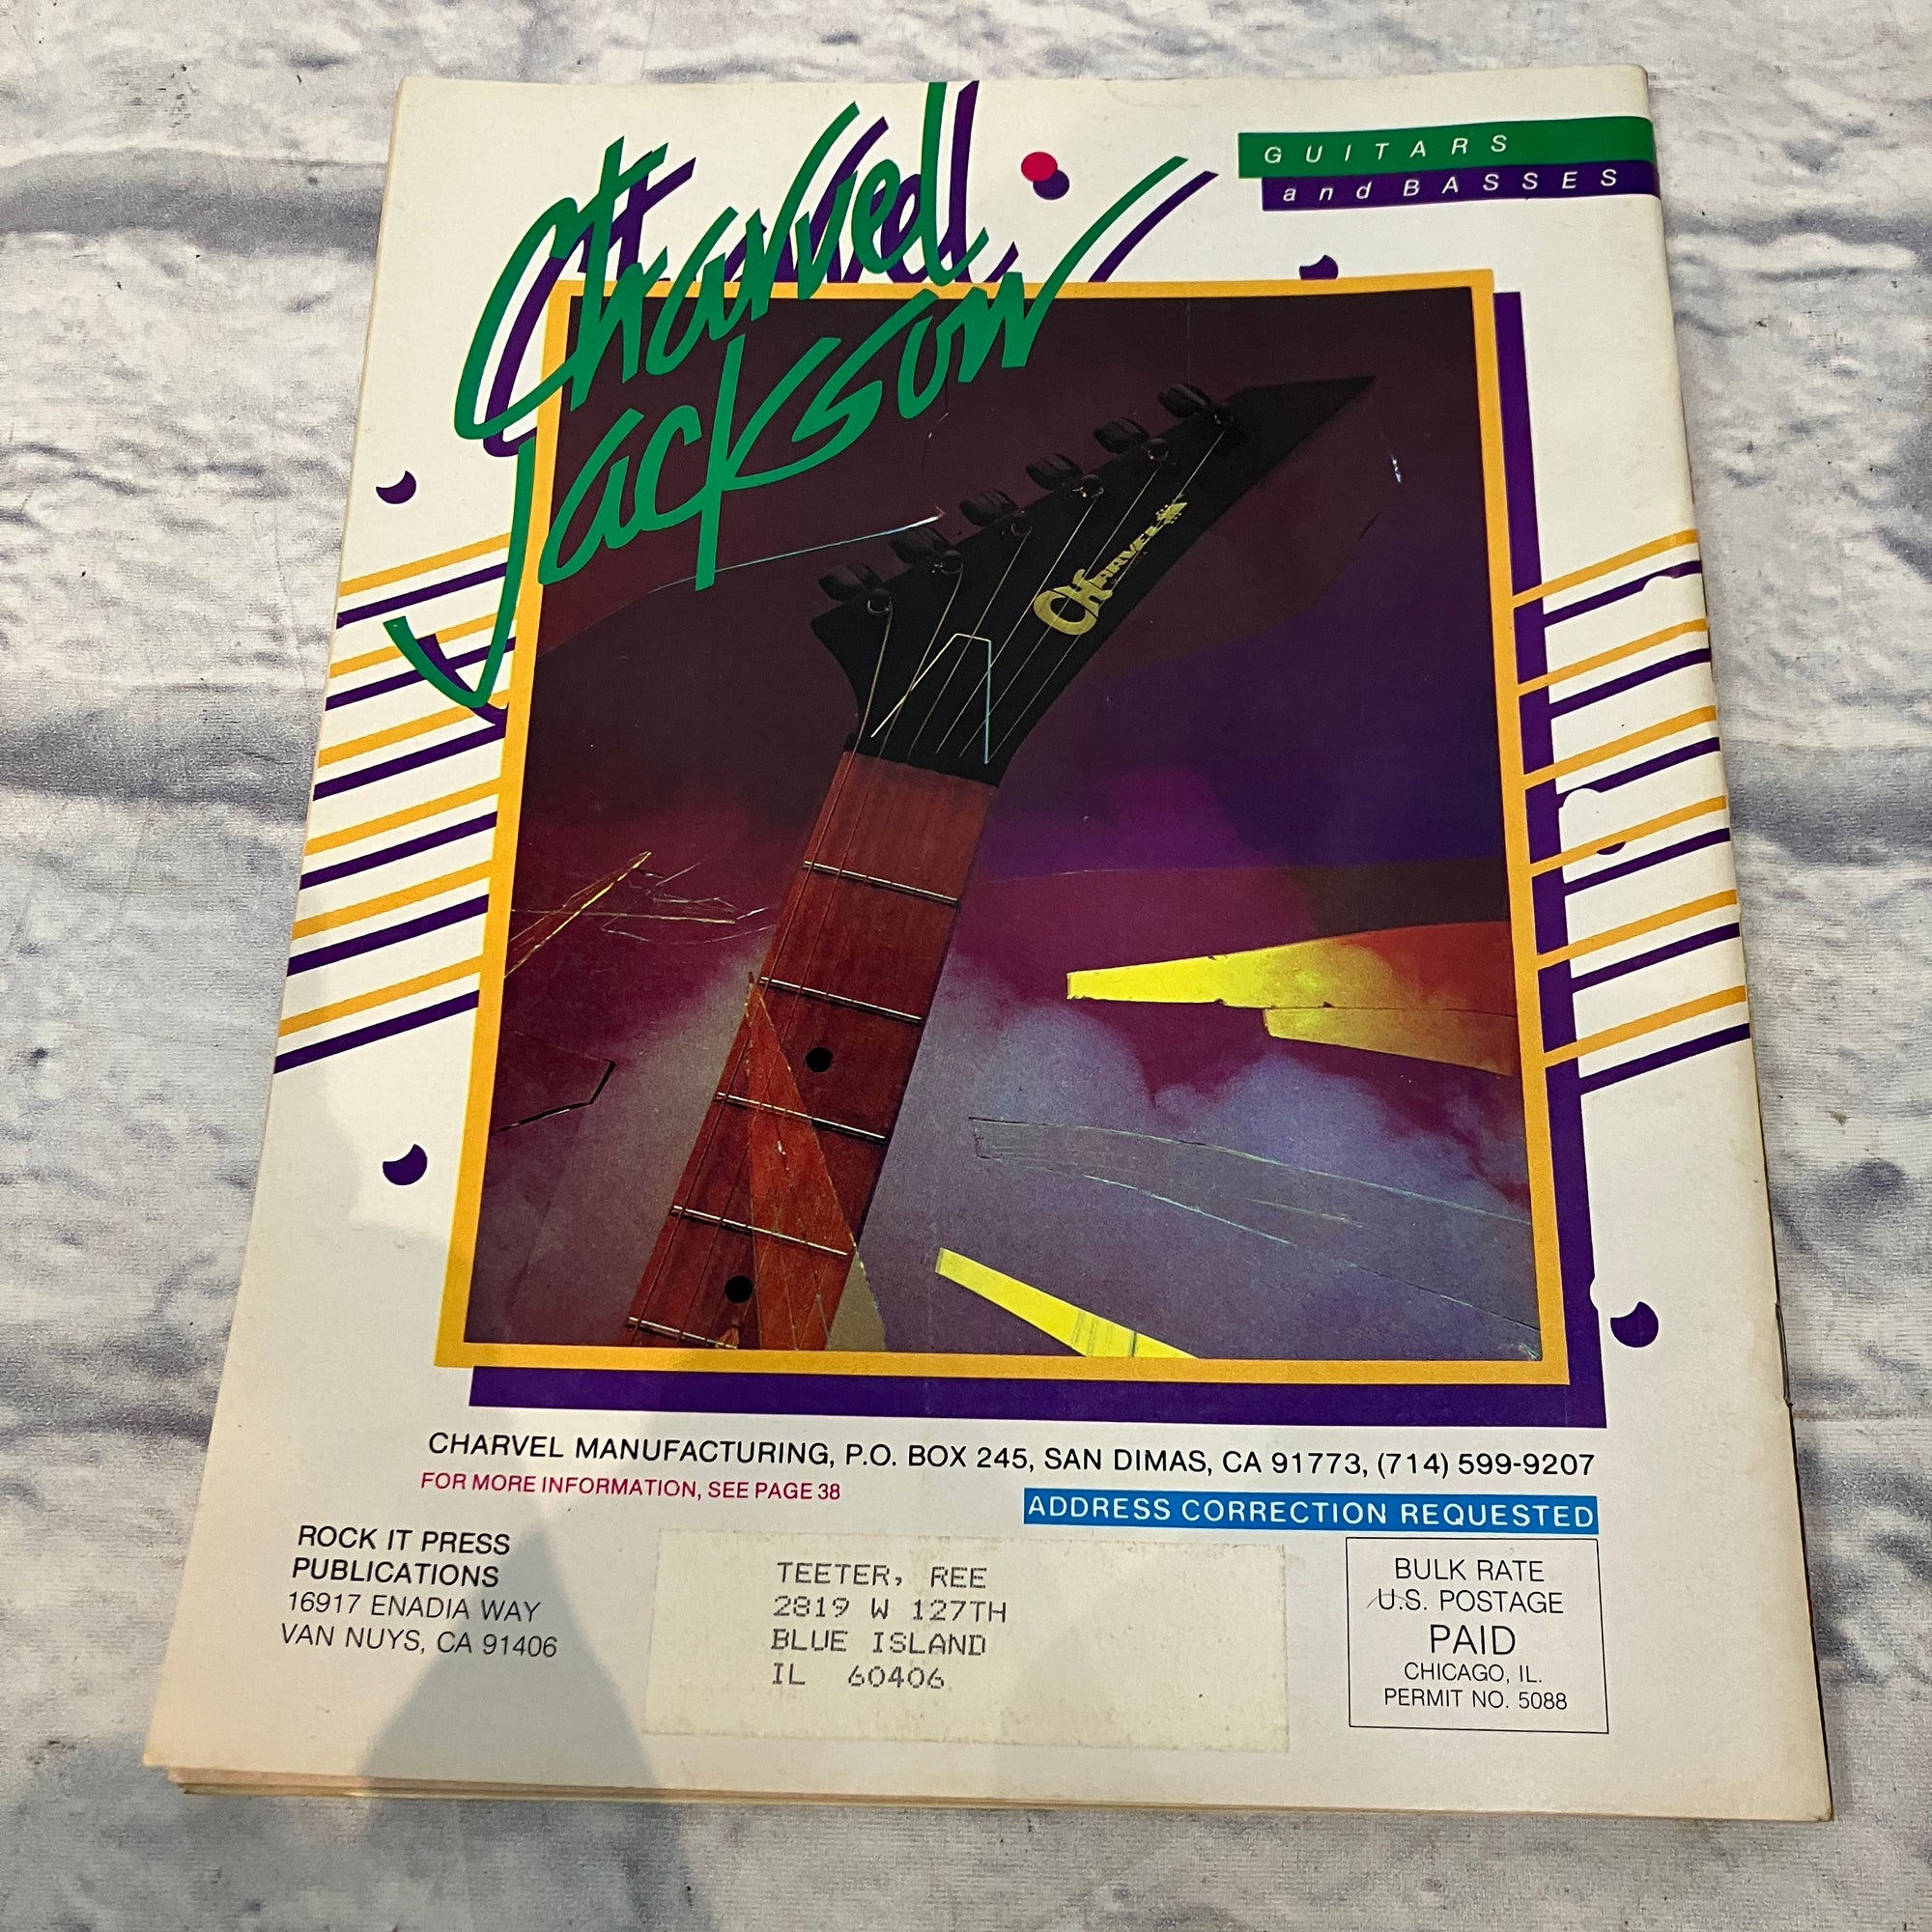 Charvel
Jackson
GUITARS
and BASSES
CHARVEL
CHARVEL MANUFACTURING, P.O. BOX 245, SAN DIMAS, CA 91773, (714) 599-9207
FOR MORE INFORMATION, SEE PAGE 38
ADDRESS CORRECTION REQUESTED
ROCK IT PRESS
PUBLICATIONS
16917 ENADIA WAY
VAN NUYS, CA 91406
TEETER, REE
2819 W 127TH
BLUE ISLAND
IL 60406
BULK RATE
U.S. POSTAGE
PAID
CHICAGO, IL.
PERMIT NO. 5088